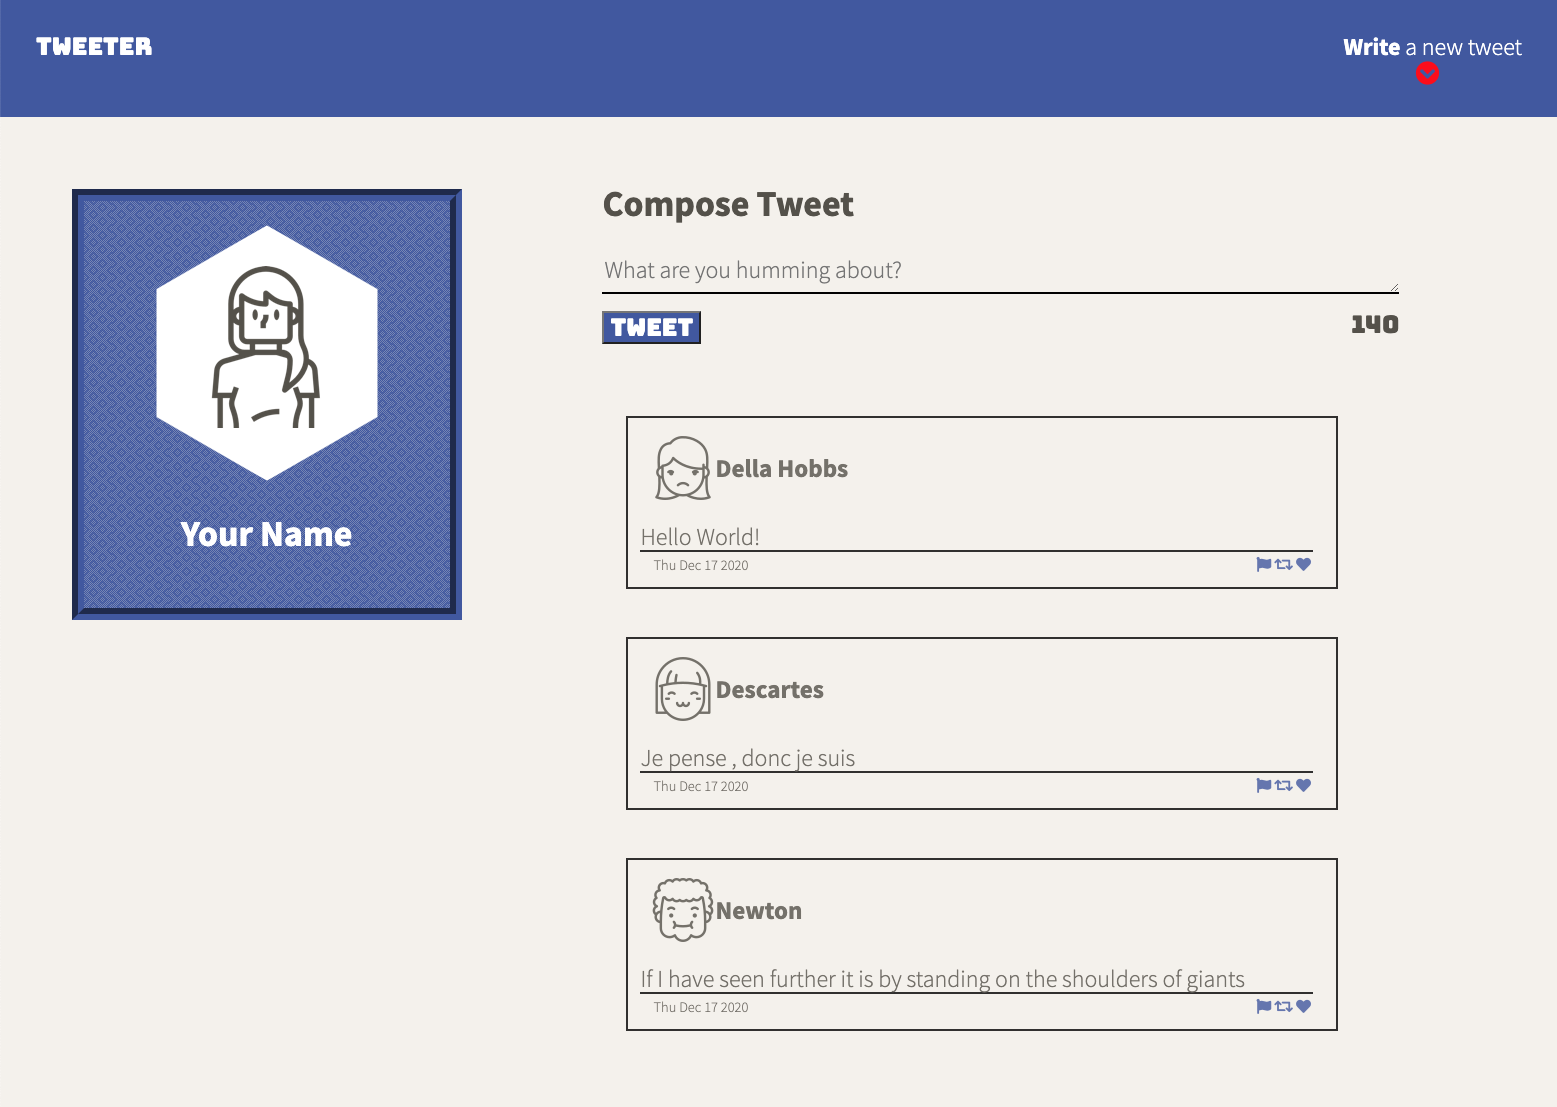 TWEETER
Write a new tweet
Your Name
Compose Tweet
What are you humming about?
TWEET
140
Della Hobbs
Hello World!
Thu Dec 17 2020
Descartes
Je pense , donc je suis
Thu Dec 17 2020
Newton
If I have seen further it is by standing on the shoulders of giants
Thu Dec 17 2020